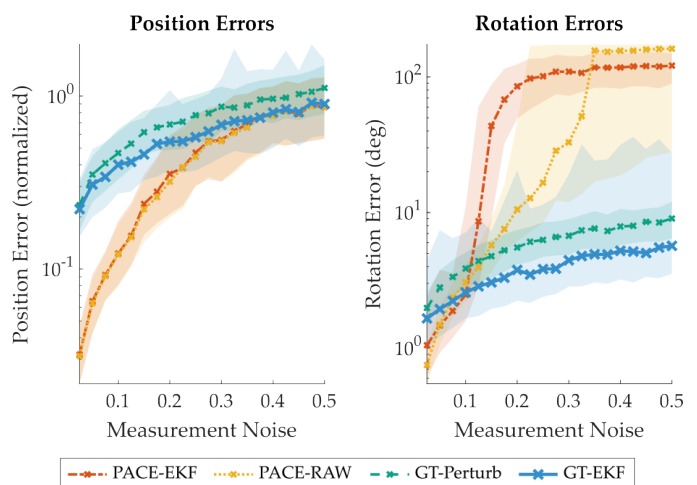 Position Errors
Rotation Errors
Position Error (normalized)
10^0
10^-1
0.1 0.2 0.3 0.4 0.5
Measurement Noise
Rotation Error (deg)
10^2
10^1
10^0
0.1 0.2 0.3 0.4 0.5
Measurement Noise
PACE-EKF PACE-RAW GT-Perturb GT-EKF